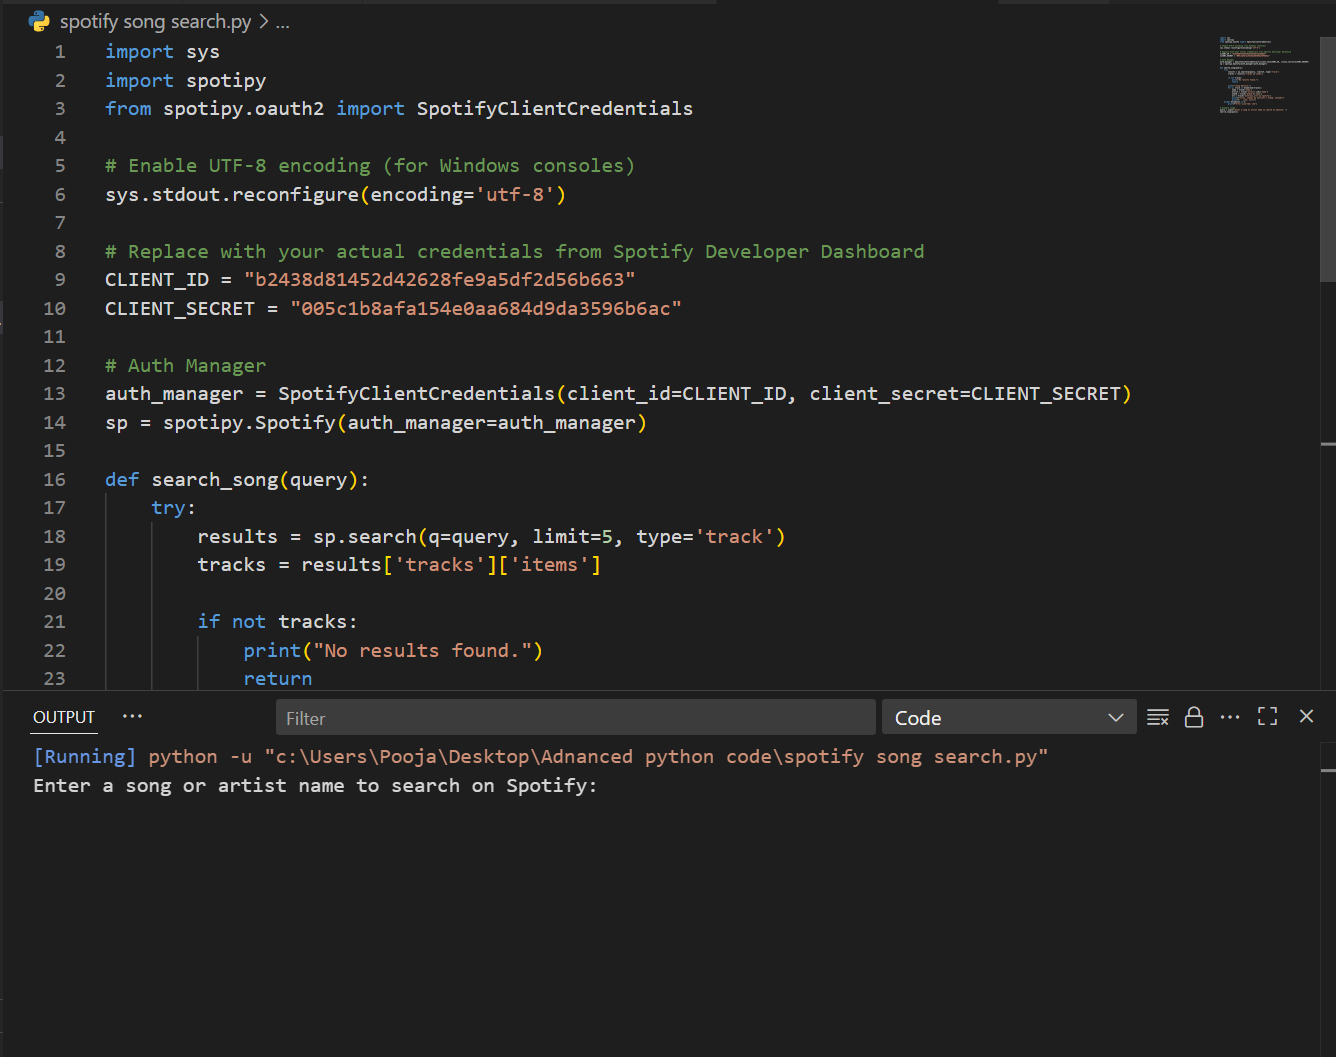 spotify song search.py > ...
1 import sys
2 import spotipy
3 from spotipy.oauth2 import SpotifyClientCredentials
4
5 # Enable UTF-8 encoding (for Windows consoles)
6 sys.stdout.reconfigure(encoding='utf-8')
7
8 # Replace with your actual credentials from Spotify Developer Dashboard
9 CLIENT_ID = "b2438d81452d42628fe9a5df2d56b663"
10 CLIENT_SECRET = "005c1b8afa154e0aa684d9da3596b6ac"
11
12 # Auth Manager
13 auth_manager = SpotifyClientCredentials(client_id=CLIENT_ID, client_secret=CLIENT_SECRET)
14 sp = spotipy.Spotify(auth_manager=auth_manager)
15
16 def search_song(query):
17     try:
18         results = sp.search(q=query, limit=5, type='track')
19         tracks = results['tracks']['items']
20
21         if not tracks:
22             print("No results found.")
23             return
OUTPUT ... Filter Code
[Running] python -u "c:\Users\Pooja\Desktop\Adnanced python code\spotify song search.py"
Enter a song or artist name to search on Spotify: